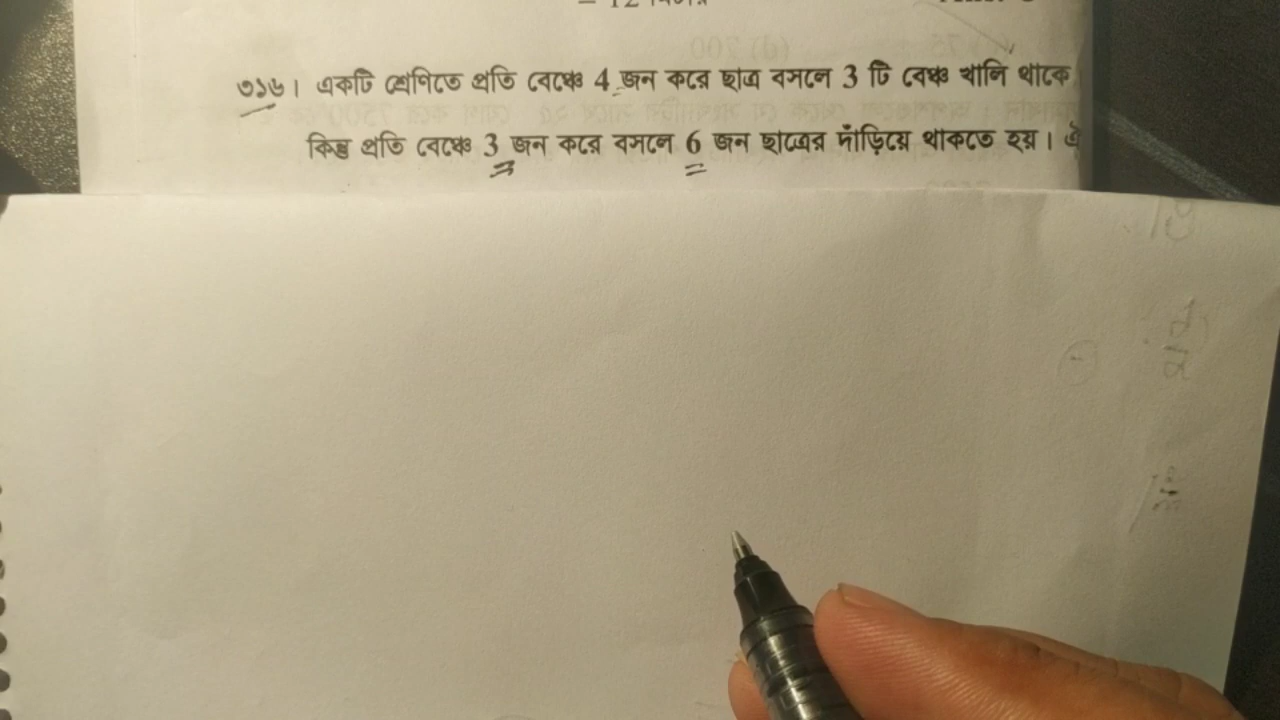 ৩১৬। একটি শ্রেণিতে প্রতি বেঞ্চে 4 জন করে ছাত্র বসলে 3 টি বেঞ্চ খালি থাকে
কিন্তু প্রতি বেঞ্চে 3 জন করে বসলে 6 জন ছাত্রের দাঁড়িয়ে থাকতে হয়। ঐ